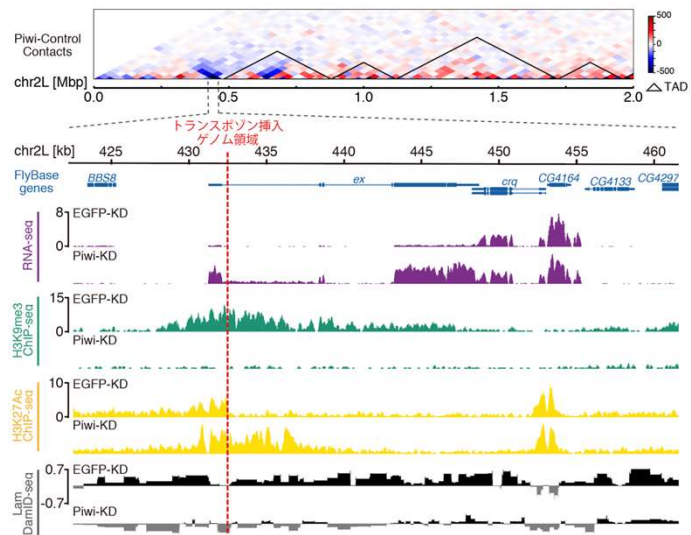 Piwi-Control
Contacts
500
0
-500
TAD
chr2L [Mbp]
0.0 0.5 1.0 1.5 2.0
トランスポゾン挿入
ゲノム領域
chr2L [kb]
425 430 435 440 445 450 455 460
FlyBase
genes
BBS8 ex crq CG4164 CG4133 CG4297
RNA-seq
8
0
EGFP-KD
Piwi-KD
H3K9me3
ChIP-seq
15
0
EGFP-KD
Piwi-KD
H3K27Ac
ChIP-seq
10
0
EGFP-KD
Piwi-KD
Lam
DamID-seq
0.7
-0.7
EGFP-KD
Piwi-KD